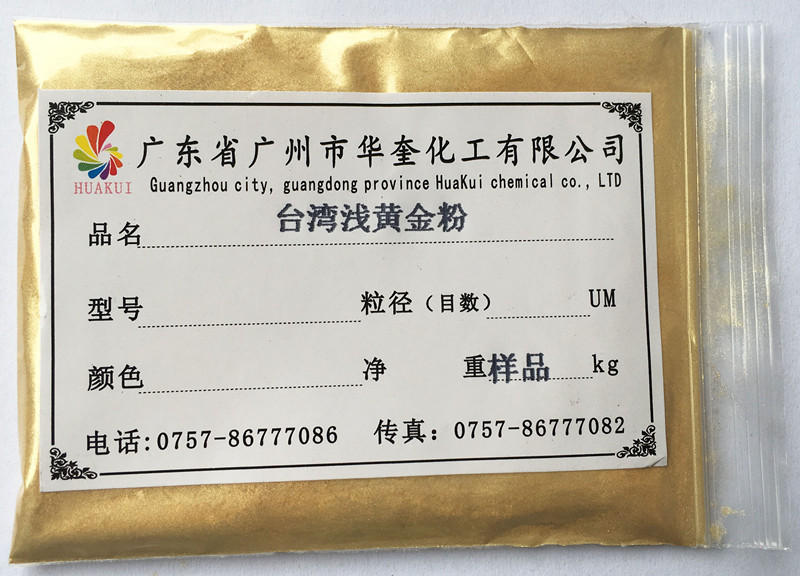 广东省广州市华奎化工有限公司
HUAKUI
Guangzhou city, guangdong province HuaKui chemical co., LTD
品名 台湾浅黄金粉
型号 粒径（目数） UM
颜色 净 重 样品 kg
电话:0757-86777086 传真：0757-86777082